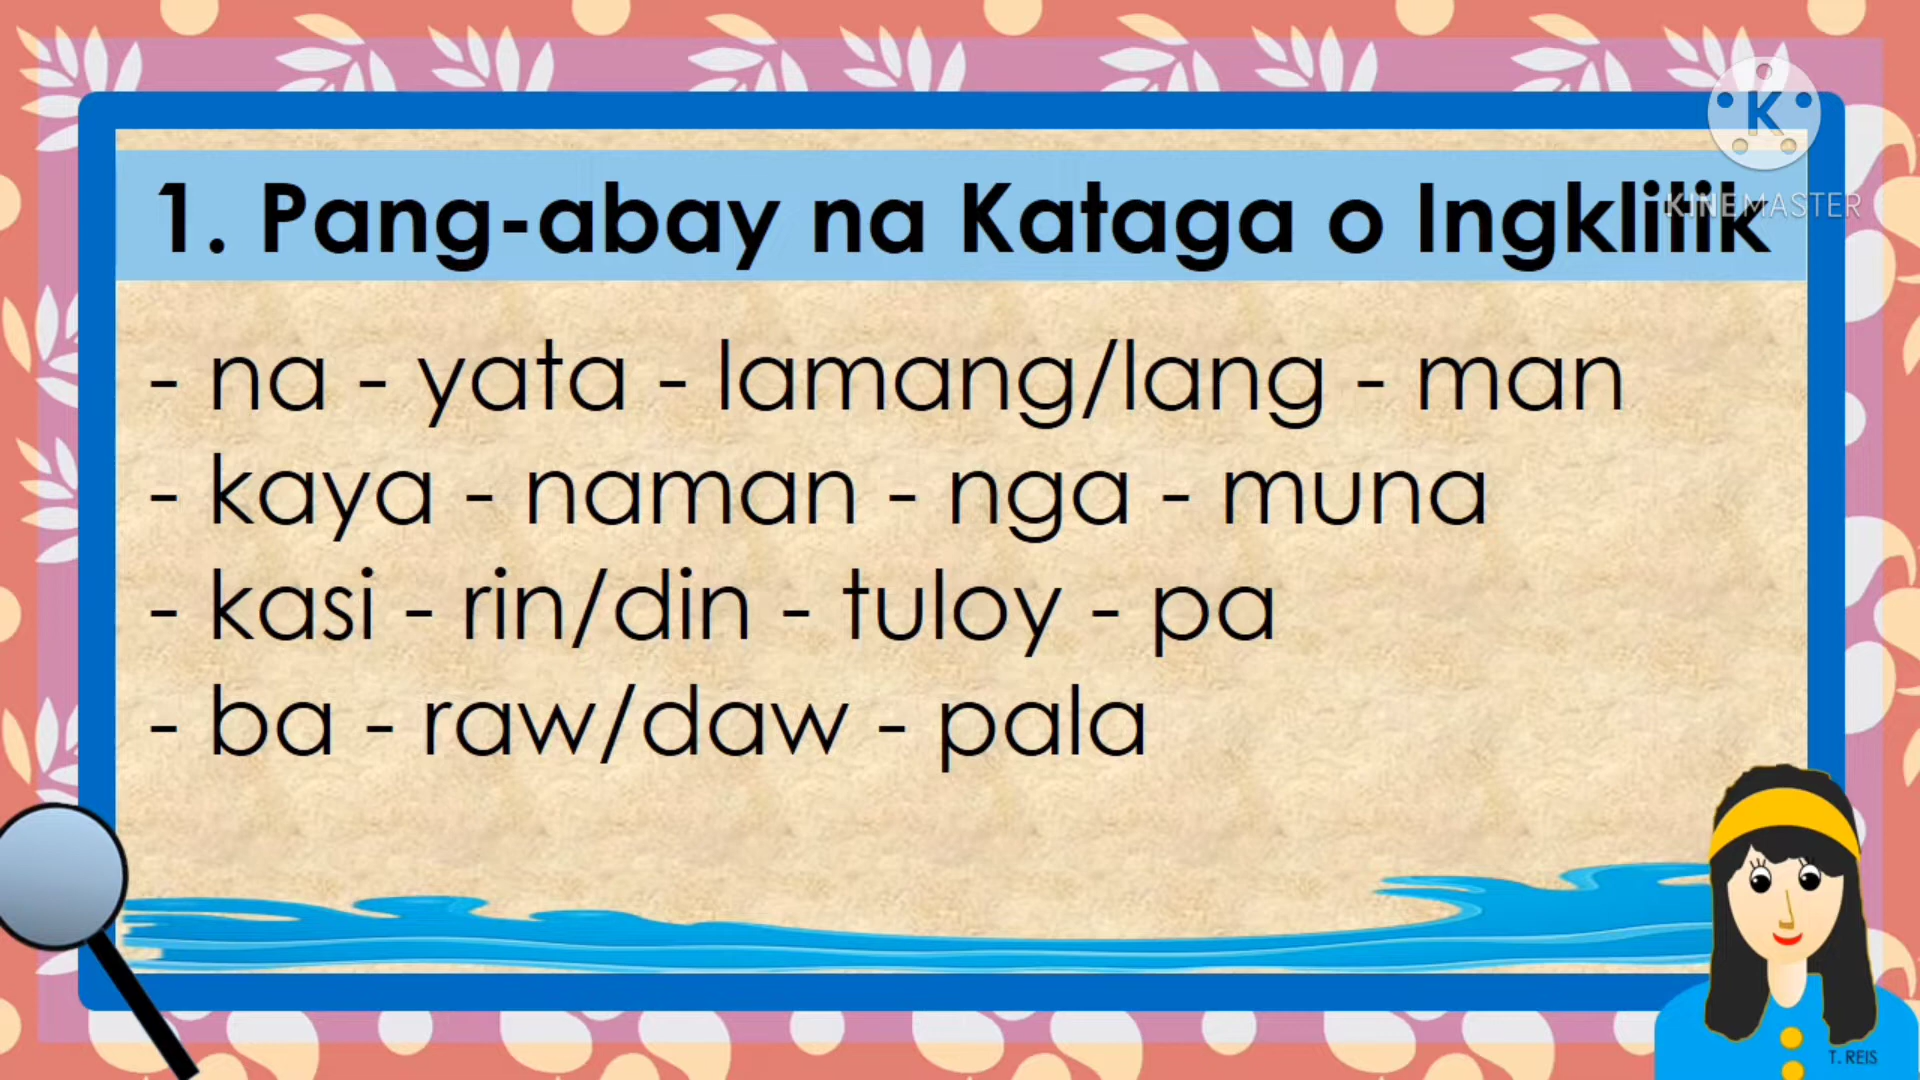 K
KINEMASTER
1. Pang-abay na Kataga o Ingklitik
- na - yata - lamang/lang - man
- kaya - naman - nga - muna
- kasi - rin/din - tuloy - pa
- ba - raw/daw - pala
T. REIS